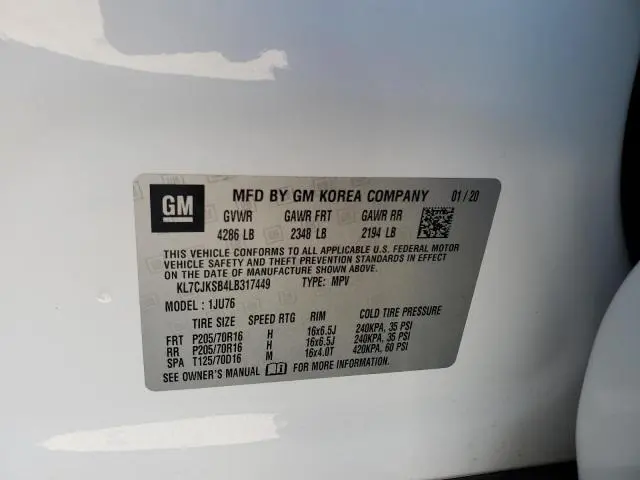 GM MFD BY GM KOREA COMPANY 01/20
GVWR GAWR FRT GAWR RR
4286 LB 2348 LB 2194 LB
THIS VEHICLE CONFORMS TO ALL APPLICABLE U.S. FEDERAL MOTOR
VEHICLE SAFETY AND THEFT PREVENTION STANDARDS IN EFFECT
ON THE DATE OF MANUFACTURE SHOWN ABOVE.
KL7CJKSB4LB317449 TYPE: MPV
MODEL : 1JU76
TIRE SIZE SPEED RTG RIM COLD TIRE PRESSURE
FRT P205/70R16 H 16x6.5J 240KPA, 35 PSI
RR P205/70R16 H 16x6.5J 240KPA, 35 PSI
SPA T125/70D16 M 16x4.0T 420KPA, 60 PSI
SEE OWNER'S MANUAL FOR MORE INFORMATION.